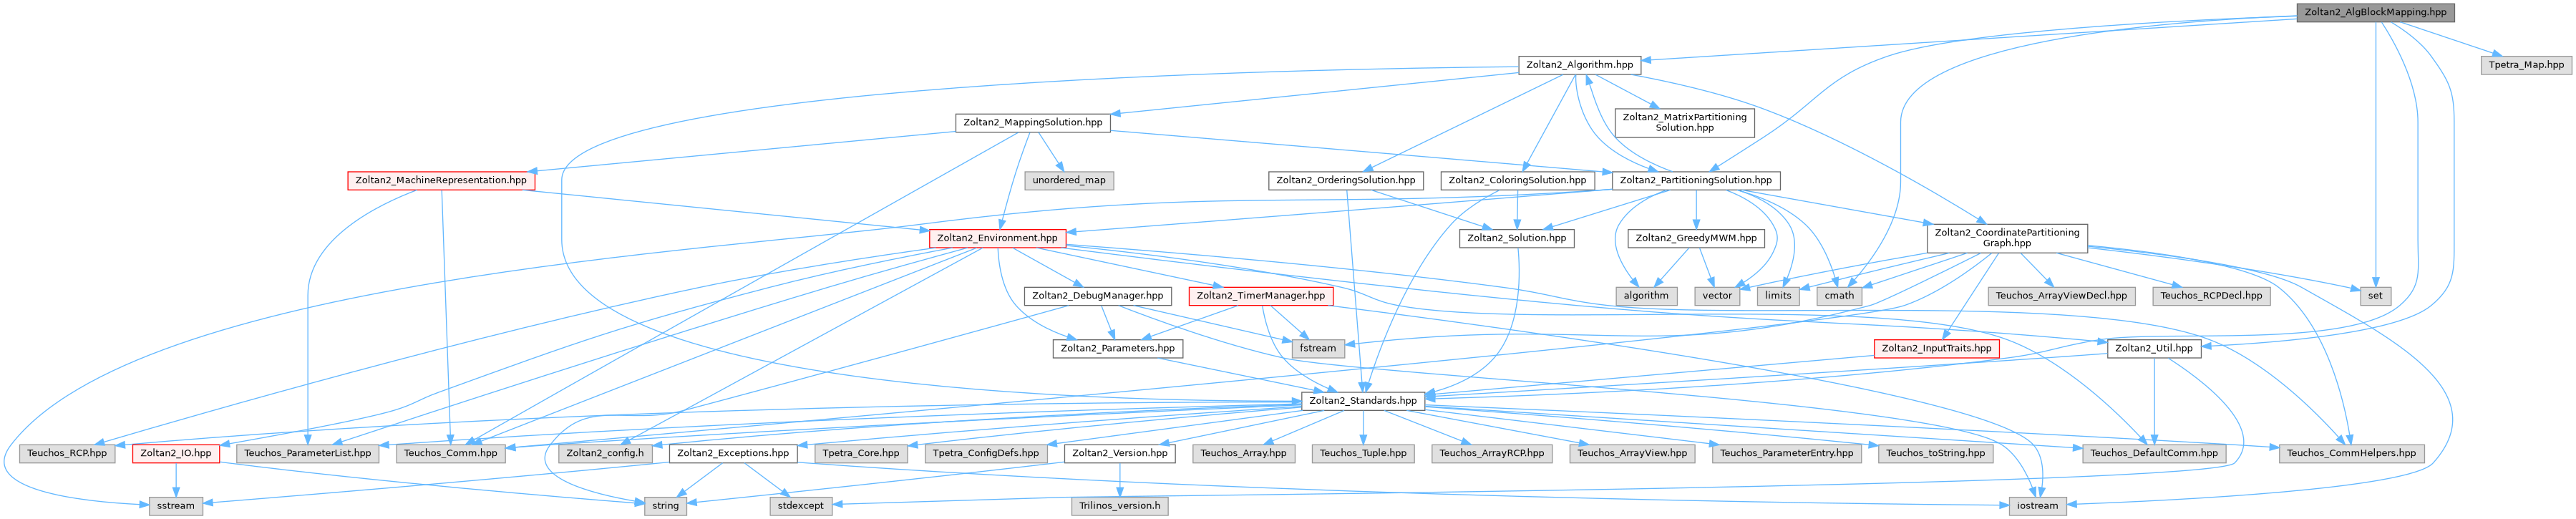 Zoltan2_AlgBlockMapping.hpp
Zoltan2_Algorithm.hpp
Tpetra_Map.hpp
Zoltan2_MappingSolution.hpp
Zoltan2_MatrixPartitioning
Solution.hpp
Zoltan2_MachineRepresentation.hpp
unordered_map
Zoltan2_OrderingSolution.hpp
Zoltan2_ColoringSolution.hpp
Zoltan2_PartitioningSolution.hpp
Zoltan2_Environment.hpp
Zoltan2_Solution.hpp
Zoltan2_GreedyMWM.hpp
Zoltan2_CoordinatePartitioning
Graph.hpp
Zoltan2_DebugManager.hpp
Zoltan2_TimerManager.hpp
algorithm
vector
limits
cmath
Teuchos_ArrayViewDecl.hpp
Teuchos_RCPDecl.hpp
set
Zoltan2_Parameters.hpp
fstream
Zoltan2_InputTraits.hpp
Zoltan2_Util.hpp
Zoltan2_Standards.hpp
Teuchos_RCP.hpp
Zoltan2_IO.hpp
Teuchos_ParameterList.hpp
Teuchos_Comm.hpp
Zoltan2_config.h
Zoltan2_Exceptions.hpp
Tpetra_Core.hpp
Tpetra_ConfigDefs.hpp
Zoltan2_Version.hpp
Teuchos_Array.hpp
Teuchos_Tuple.hpp
Teuchos_ArrayRCP.hpp
Teuchos_ArrayView.hpp
Teuchos_ParameterEntry.hpp
Teuchos_toString.hpp
Teuchos_DefaultComm.hpp
Teuchos_CommHelpers.hpp
sstream
string
stdexcept
Trilinos_version.h
iostream